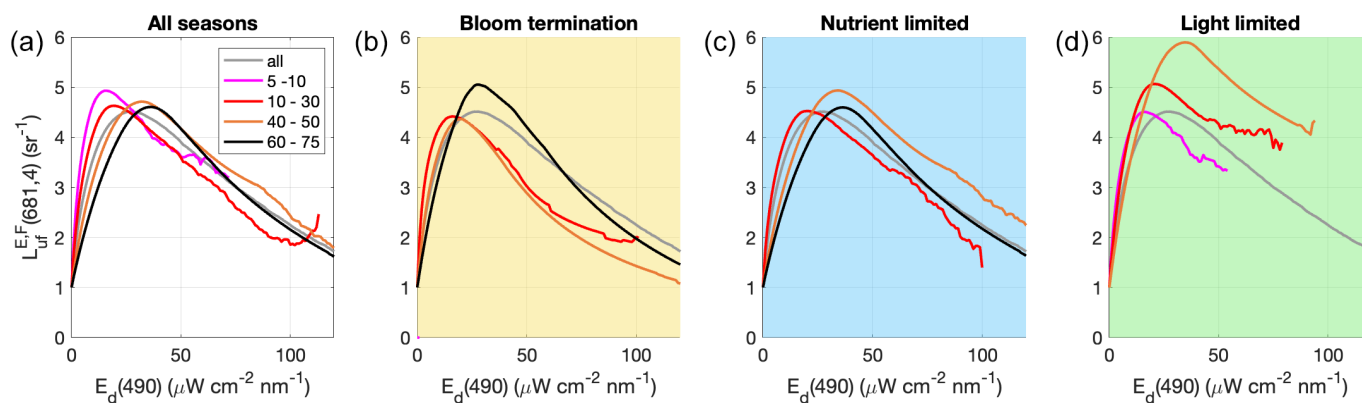 (a) All seasons
L_uf^E,F(681,4) (sr⁻¹)
6
5
4
3
2
1
0
all
5 -10
10 - 30
40 - 50
60 - 75
0 50 100
E_d(490) (μW cm⁻² nm⁻¹)
(b) Bloom termination
6
5
4
3
2
1
0
0 50 100
E_d(490) (μW cm⁻² nm⁻¹)
(c) Nutrient limited
6
5
4
3
2
1
0
0 50 100
E_d(490) (μW cm⁻² nm⁻¹)
(d) Light limited
6
5
4
3
2
1
0
0 50 100
E_d(490) (μW cm⁻² nm⁻¹)